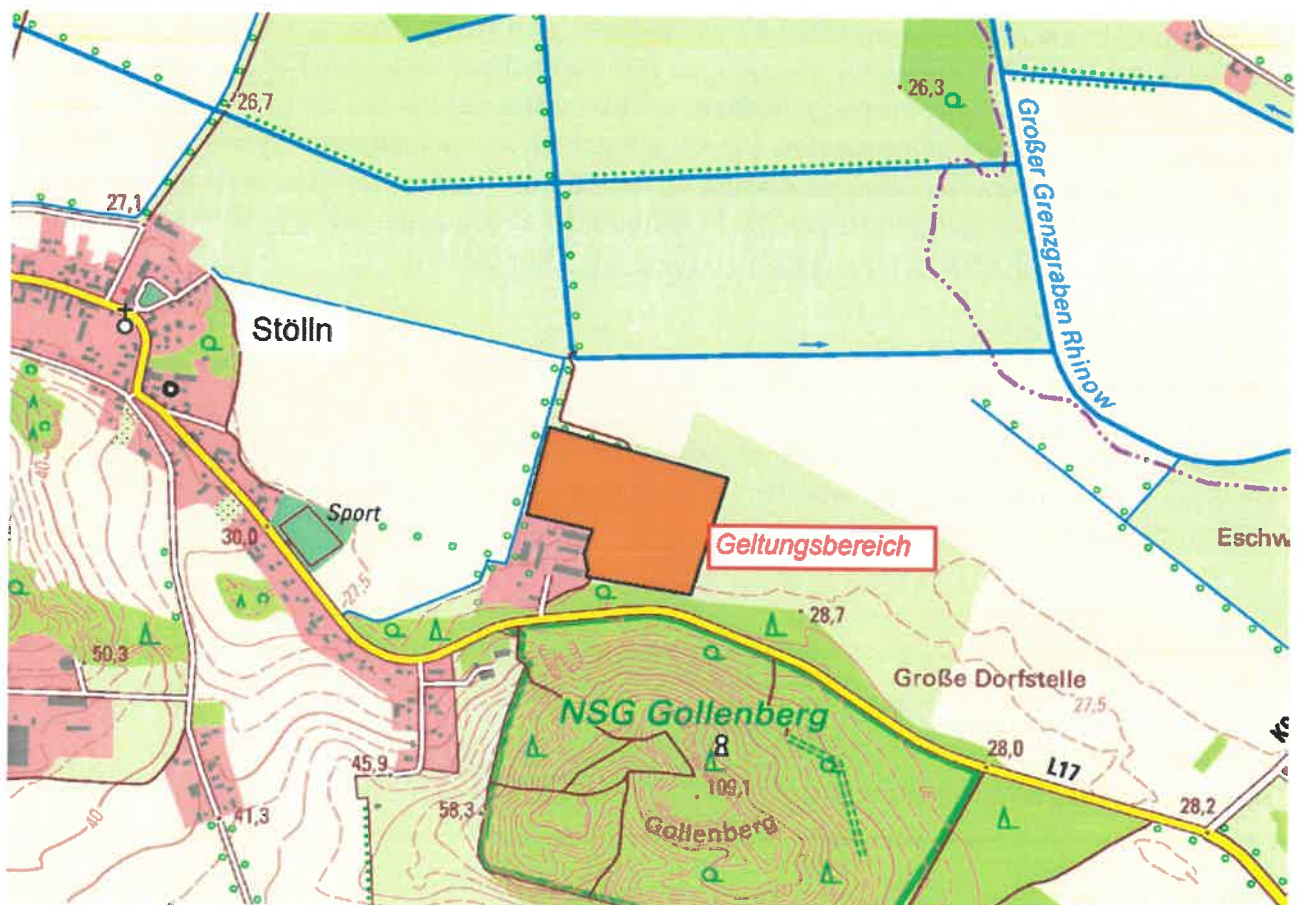 26,7
26,3
Großer Grenzgraben Rhinow
27,1
Stölln
Sport
30,0
27,5
40,5
Geltungsbereich
Eschw
50,3
28,7
Große Dorfstelle
27,5
NSG Gollenberg
28,0
L17
28,2
45,9
109,1
58,3
Gollenberg
41,3
40